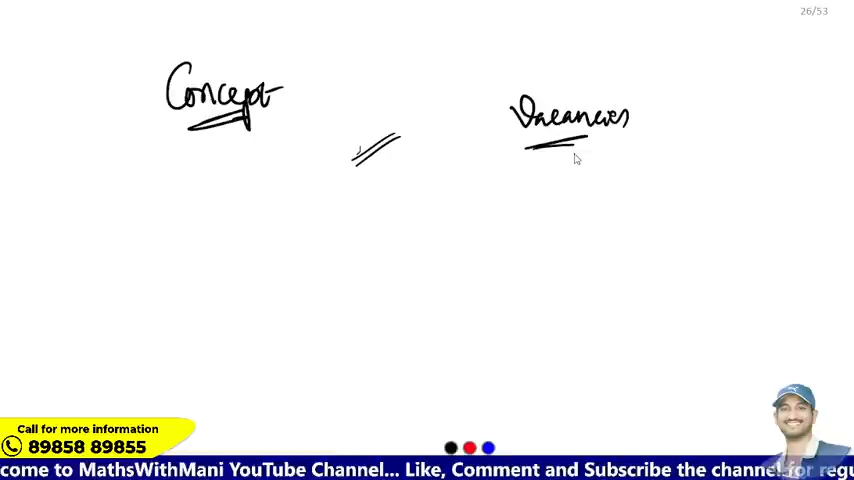 26/53
Concept
Vacancies
Call for more information
89858 89855
come to MathsWithMani YouTube Channel... Like, Comment and Subscribe the channel for regu